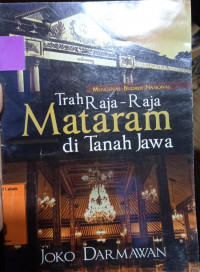 Mengenal Budaya Nasional
Trah Raja-Raja
Mataram
di Tanah Jawa
Joko Darmawan